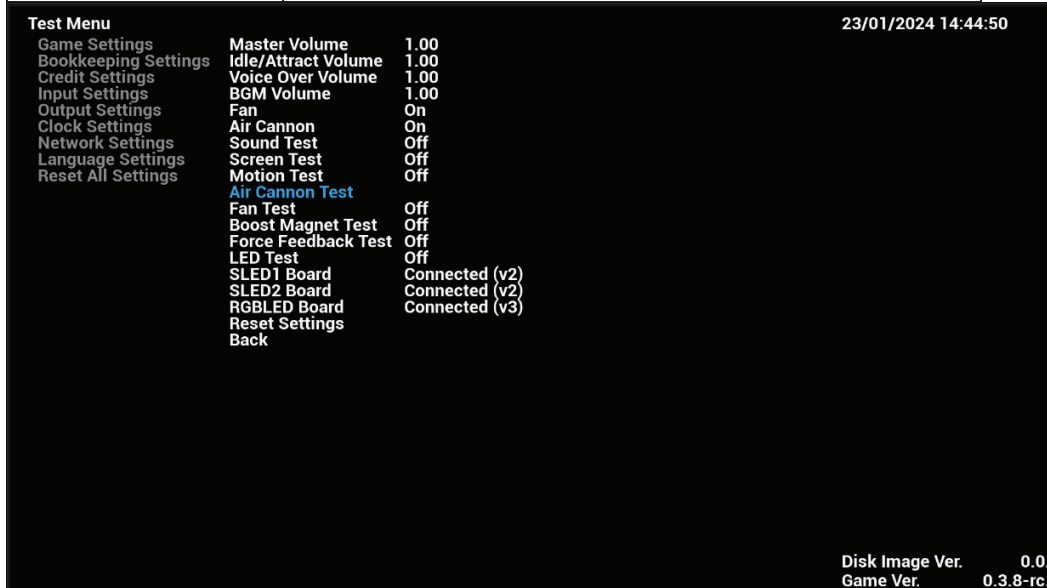 Test Menu 23/01/2024 14:44:50
Game Settings Master Volume 1.00
Bookkeeping Settings Idle/Attract Volume 1.00
Credit Settings Voice Over Volume 1.00
Input Settings BGM Volume 1.00
Output Settings Fan On
Clock Settings Air Cannon On
Network Settings Sound Test Off
Language Settings Screen Test Off
Reset All Settings Motion Test Off
Air Cannon Test
Fan Test Off
Boost Magnet Test Off
Force Feedback Test Off
LED Test Off
SLED1 Board Connected (v2)
SLED2 Board Connected (v2)
RGBLED Board Connected (v3)
Reset Settings
Back
Disk Image Ver. 0.0.
Game Ver. 0.3.8-rc